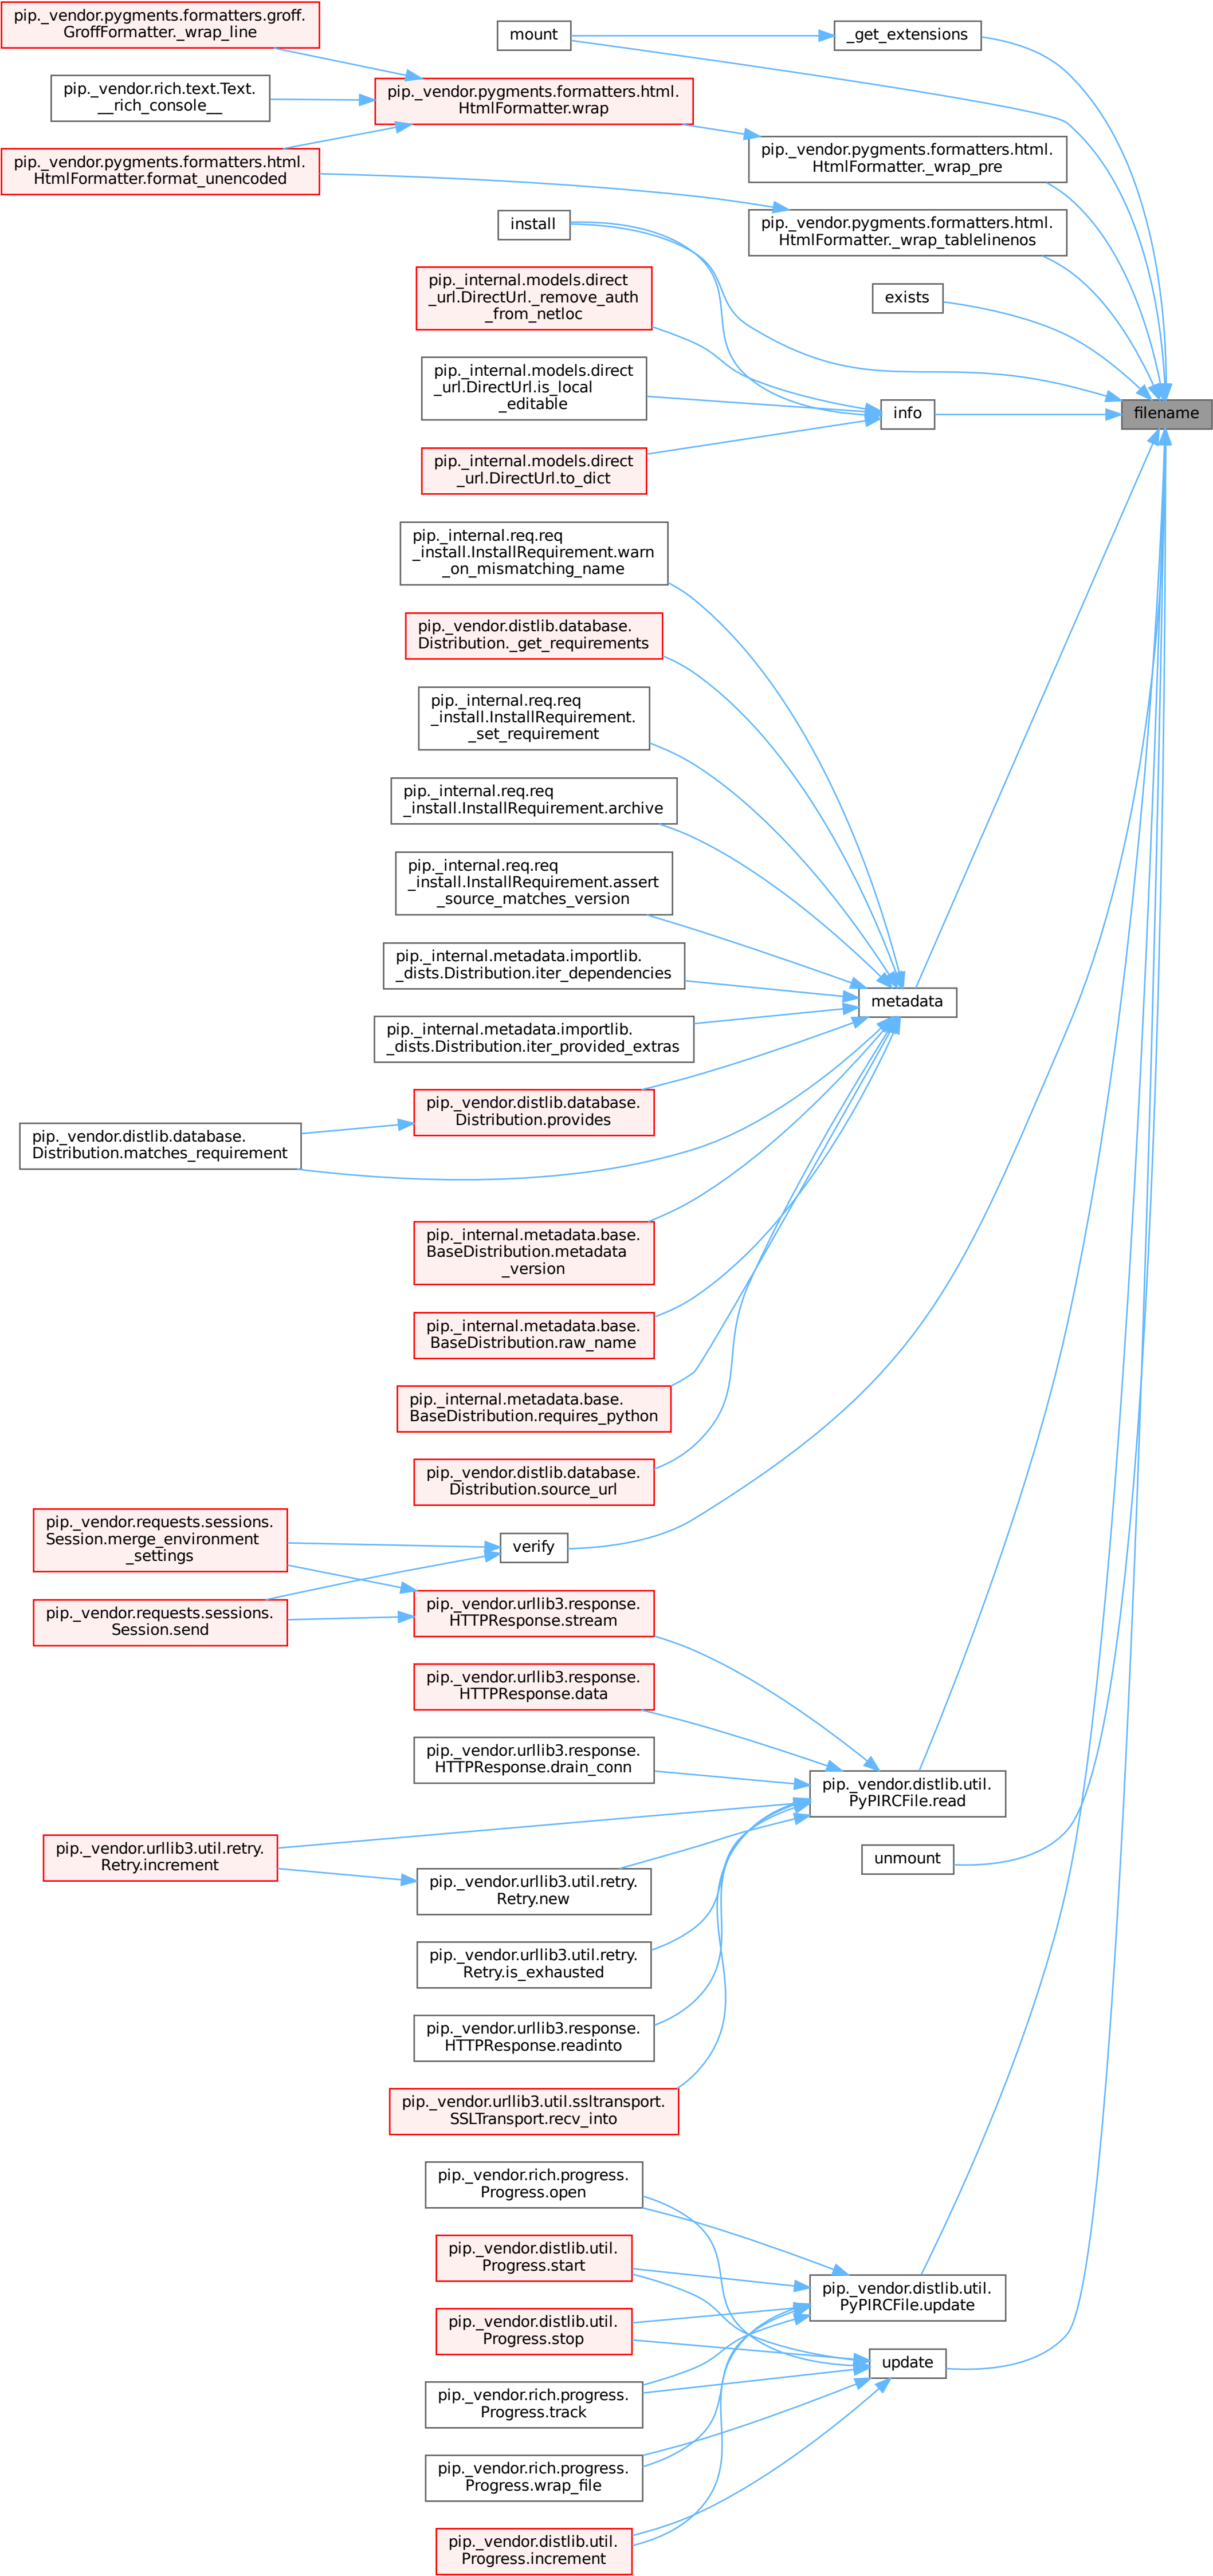 pip._vendor.pygments.formatters.groff.
GroffFormatter._wrap_line
mount
_get_extensions
pip._vendor.rich.text.Text.
__rich_console__
pip._vendor.pygments.formatters.html.
HtmlFormatter.wrap
pip._vendor.pygments.formatters.html.
HtmlFormatter._wrap_pre
pip._vendor.pygments.formatters.html.
HtmlFormatter.format_unencoded
install
pip._vendor.pygments.formatters.html.
HtmlFormatter._wrap_tablelinenos
pip._internal.models.direct
_url.DirectUrl._remove_auth
_from_netloc
exists
pip._internal.models.direct
_url.DirectUrl.is_local
_editable
info
filename
pip._internal.models.direct
_url.DirectUrl.to_dict
pip._internal.req.req
_install.InstallRequirement.warn
_on_mismatching_name
pip._vendor.distlib.database.
Distribution._get_requirements
pip._internal.req.req
_install.InstallRequirement.
_set_requirement
pip._internal.req.req
_install.InstallRequirement.archive
pip._internal.req.req
_install.InstallRequirement.assert
_source_matches_version
pip._internal.metadata.importlib.
_dists.Distribution.iter_dependencies
metadata
pip._internal.metadata.importlib.
_dists.Distribution.iter_provided_extras
pip._vendor.distlib.database.
Distribution.provides
pip._vendor.distlib.database.
Distribution.matches_requirement
pip._internal.metadata.base.
BaseDistribution.metadata
_version
pip._internal.metadata.base.
BaseDistribution.raw_name
pip._internal.metadata.base.
BaseDistribution.requires_python
pip._vendor.distlib.database.
Distribution.source_url
pip._vendor.requests.sessions.
Session.merge_environment
_settings
verify
pip._vendor.requests.sessions.
Session.send
pip._vendor.urllib3.response.
HTTPResponse.stream
pip._vendor.urllib3.response.
HTTPResponse.data
pip._vendor.urllib3.response.
HTTPResponse.drain_conn
pip._vendor.distlib.util.
PyPIRCFile.read
pip._vendor.urllib3.util.retry.
Retry.increment
unmount
pip._vendor.urllib3.util.retry.
Retry.new
pip._vendor.urllib3.util.retry.
Retry.is_exhausted
pip._vendor.urllib3.response.
HTTPResponse.readinto
pip._vendor.urllib3.util.ssltransport.
SSLTransport.recv_into
pip._vendor.rich.progress.
Progress.open
pip._vendor.distlib.util.
Progress.start
pip._vendor.distlib.util.
PyPIRCFile.update
pip._vendor.distlib.util.
Progress.stop
update
pip._vendor.rich.progress.
Progress.track
pip._vendor.rich.progress.
Progress.wrap_file
pip._vendor.distlib.util.
Progress.increment